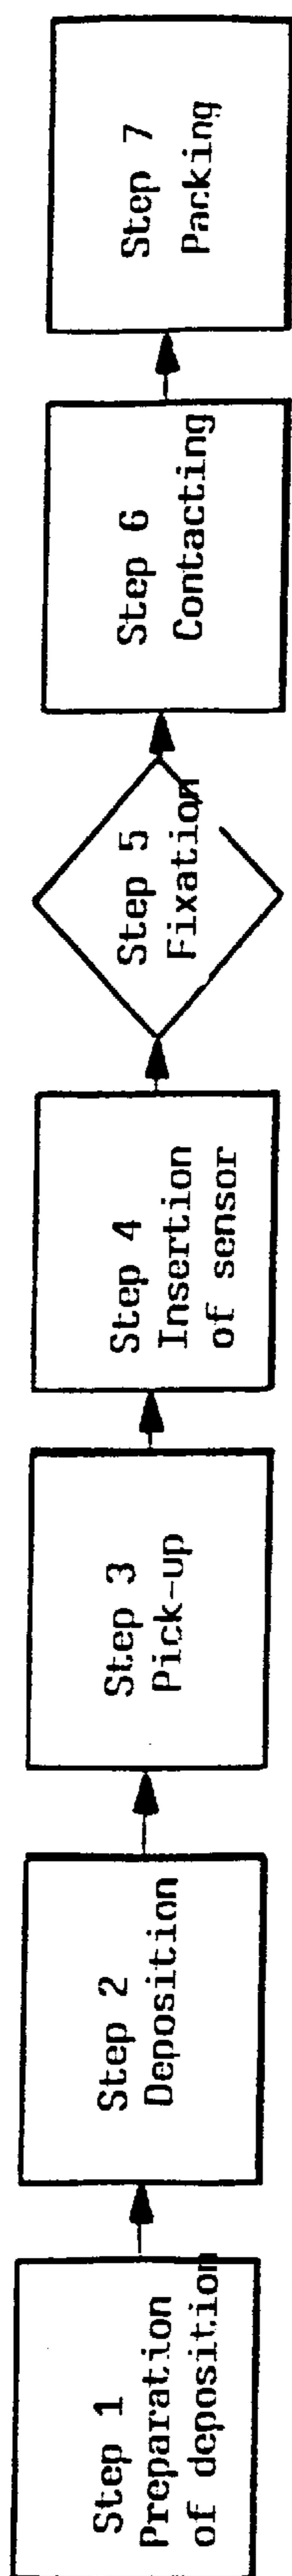 Step 1
Preparation
of deposition
Step 2
Deposition
Step 3
Pick-up
Step 4
Insertion
of sensor
Step 5
Fixation
Step 6
Contacting
Step 7
Packing